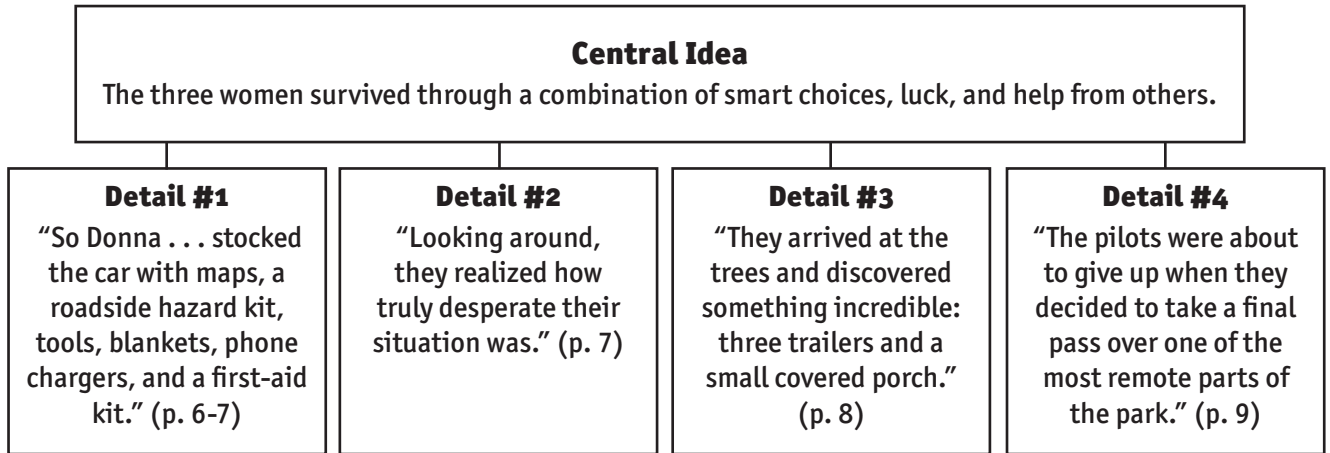 Central Idea
The three women survived through a combination of smart choices, luck, and help from others.
Detail #1
“So Donna . . . stocked
the car with maps, a
roadside hazard kit,
tools, blankets, phone
chargers, and a first-aid
kit.” (p. 6-7)
Detail #2
“Looking around,
they realized how
truly desperate their
situation was.” (p. 7)
Detail #3
“They arrived at the
trees and discovered
something incredible:
three trailers and a
small covered porch.”
(p. 8)
Detail #4
“The pilots were about
to give up when they
decided to take a final
pass over one of the
most remote parts of
the park.” (p. 9)